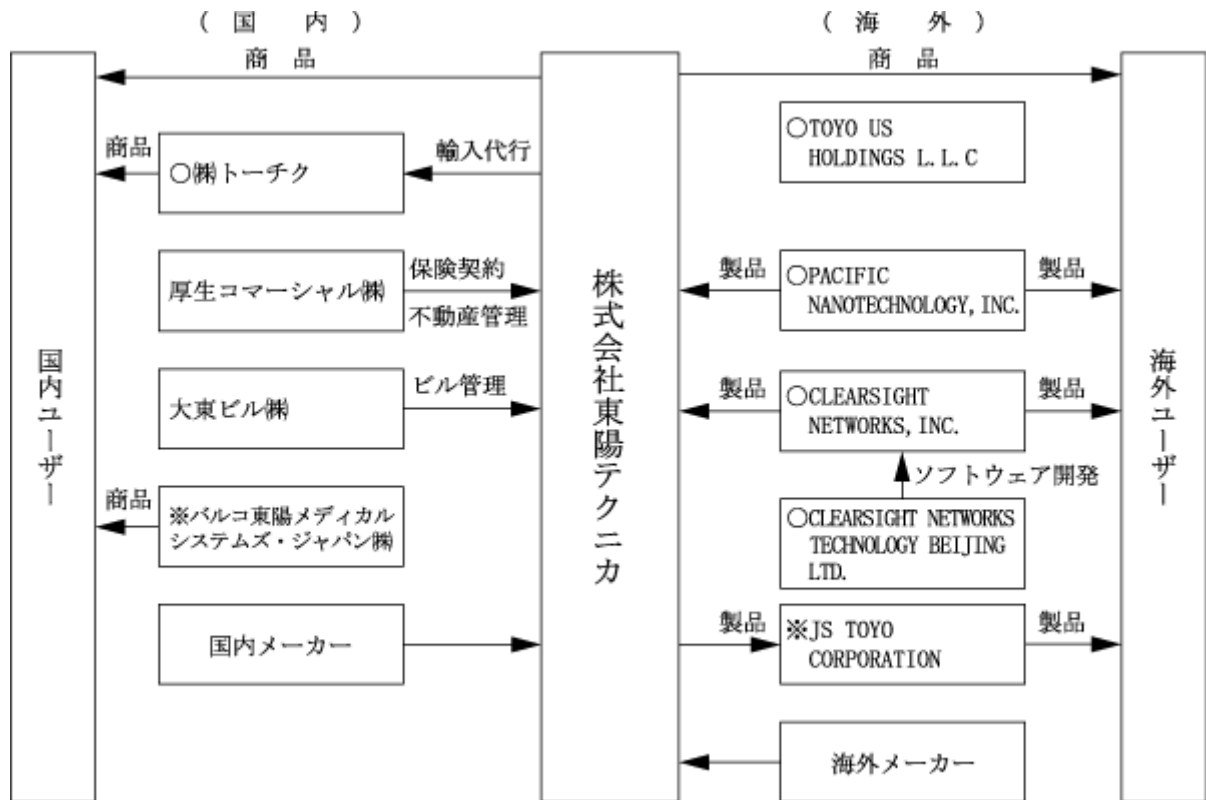 （ 国 内 ）
（ 海 外 ）
商 品
商 品
国内ユーザー
商品
○㈱トーチク
輸入代行
厚生コマーシャル㈱
保険契約
不動産管理
大東ビル㈱
ビル管理
商品
※バルコ東陽メディカル
システムズ・ジャパン㈱
国内メーカー
株式会社東陽テクニカ
○TOYO US
HOLDINGS L.L.C
製品
○PACIFIC
NANOTECHNOLOGY,INC.
製品
製品
○CLEARSIGHT
NETWORKS,INC.
製品
ソフトウェア開発
○CLEARSIGHT NETWORKS
TECHNOLOGY BEIJING
LTD.
製品
※JS TOYO
CORPORATION
製品
海外メーカー
海外ユーザー